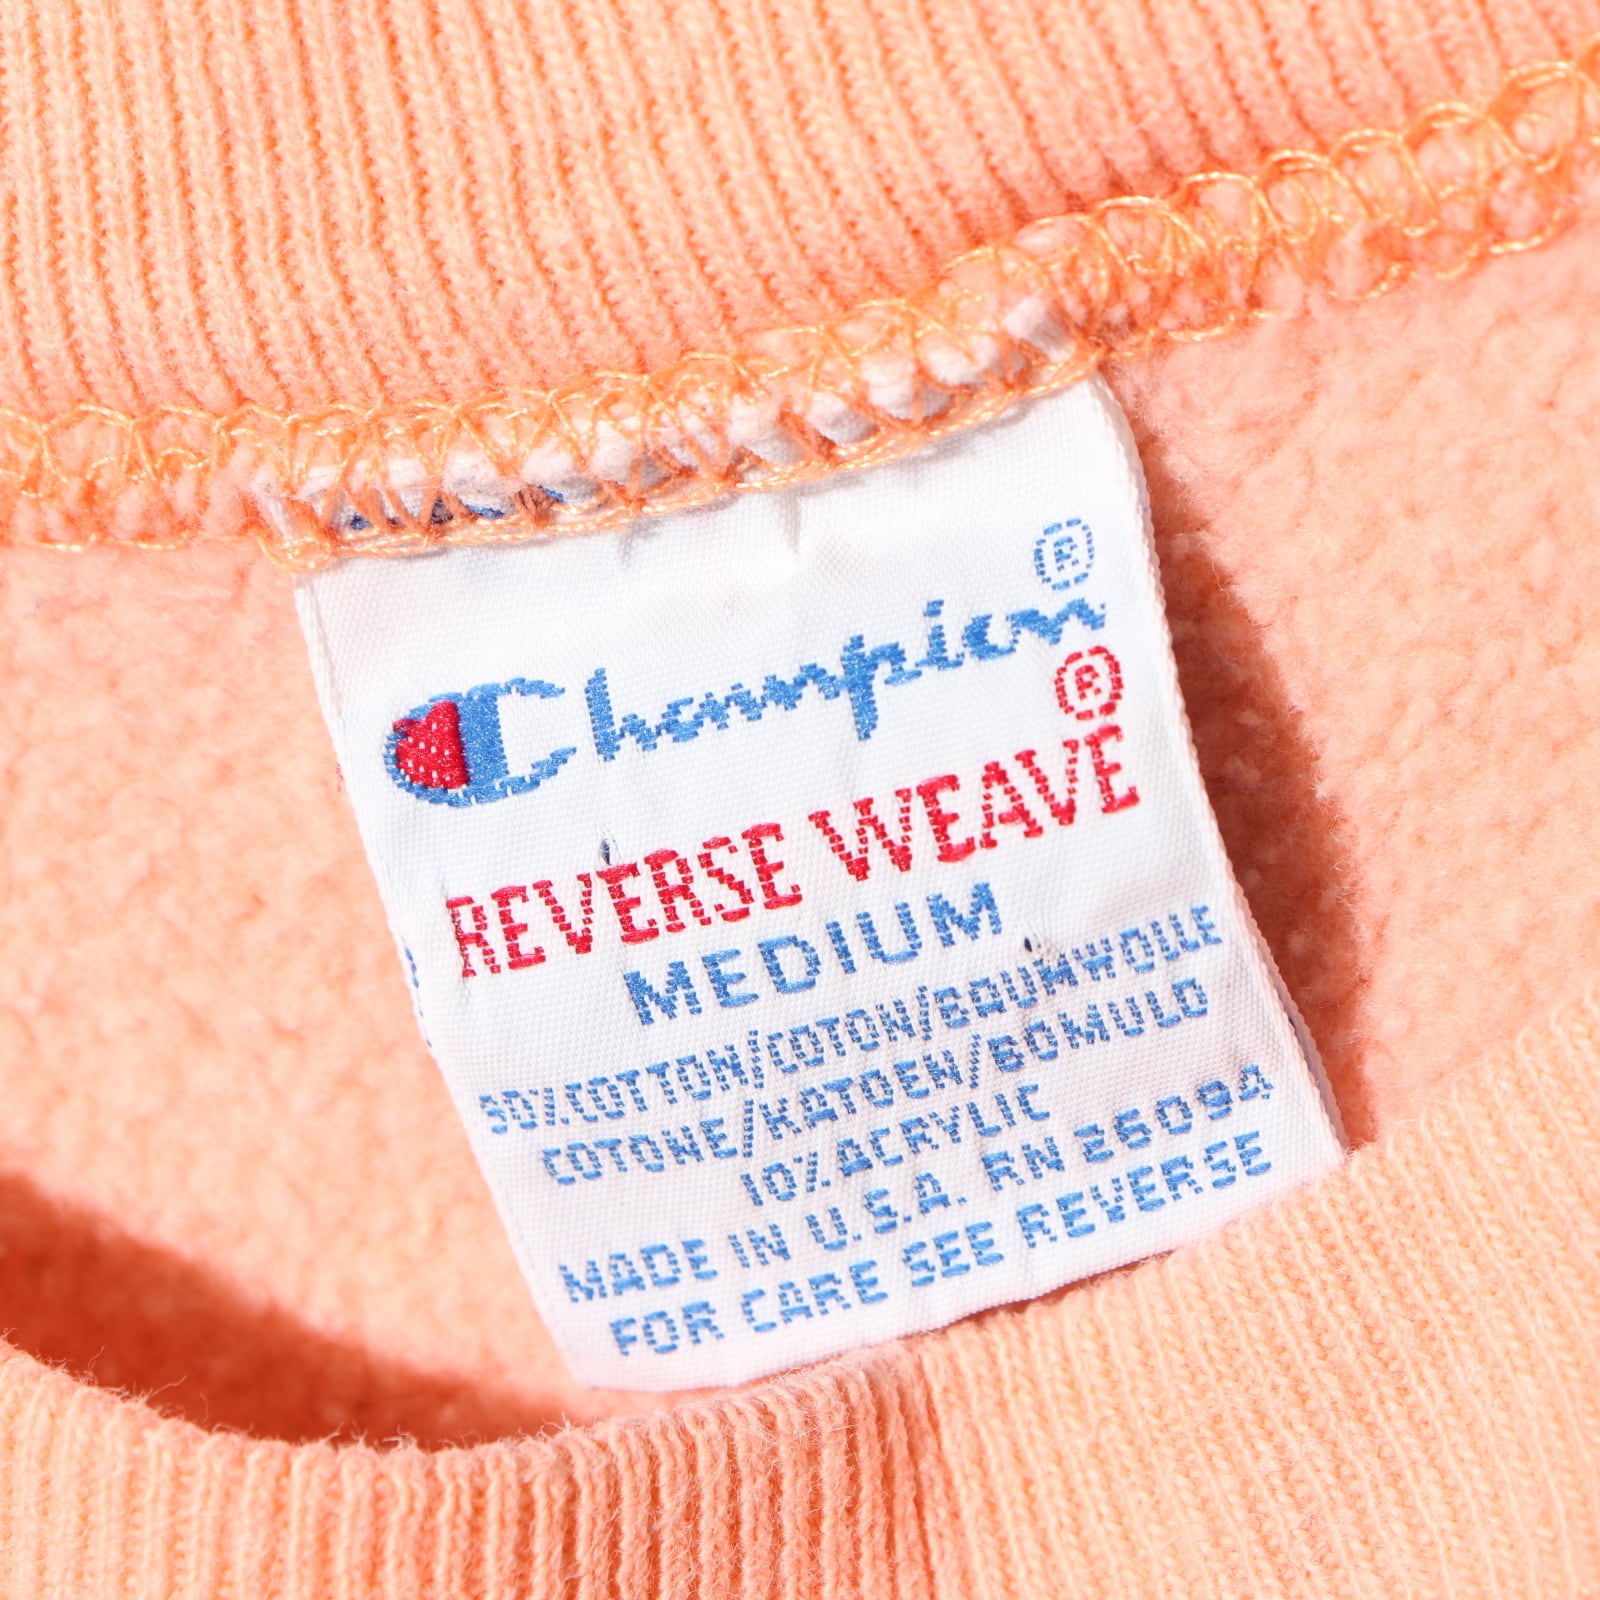 Champion®
REVERSE WEAVE®
MEDIUM
90% COTTON/COTON/BAUMWOLLE
COTONE/KATOEN/BOMULD
10% ACRYLIC
MADE IN U.S.A. RN 26094
FOR CARE SEE REVERSE